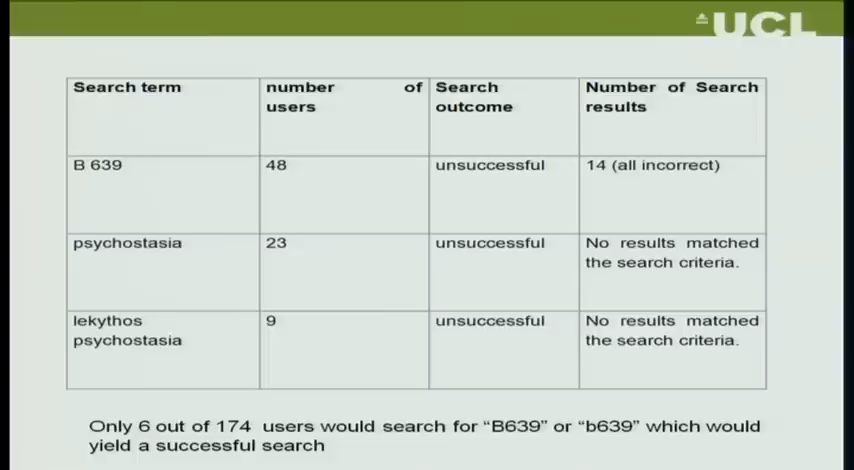 UCL
Search term number of users Search outcome Number of Search results
B 639 48 unsuccessful 14 (all incorrect)
psychostasia 23 unsuccessful No results matched the search criteria.
lekythos psychostasia 9 unsuccessful No results matched the search criteria.
Only 6 out of 174 users would search for “B639” or “b639” which would
yield a successful search